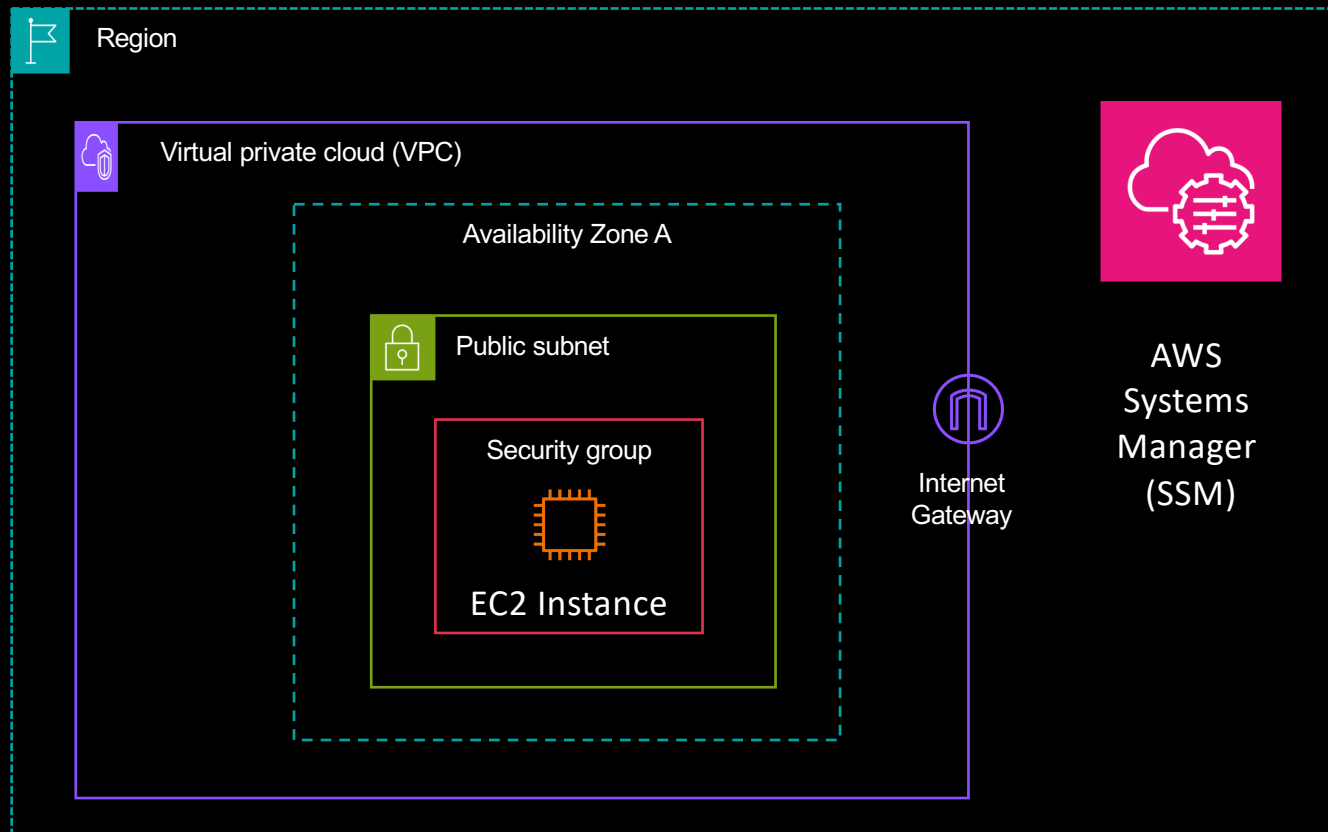 Region
Virtual private cloud (VPC)
Availability Zone A
Public subnet
Security group
EC2 Instance
Internet
Gateway
AWS
Systems
Manager
(SSM)